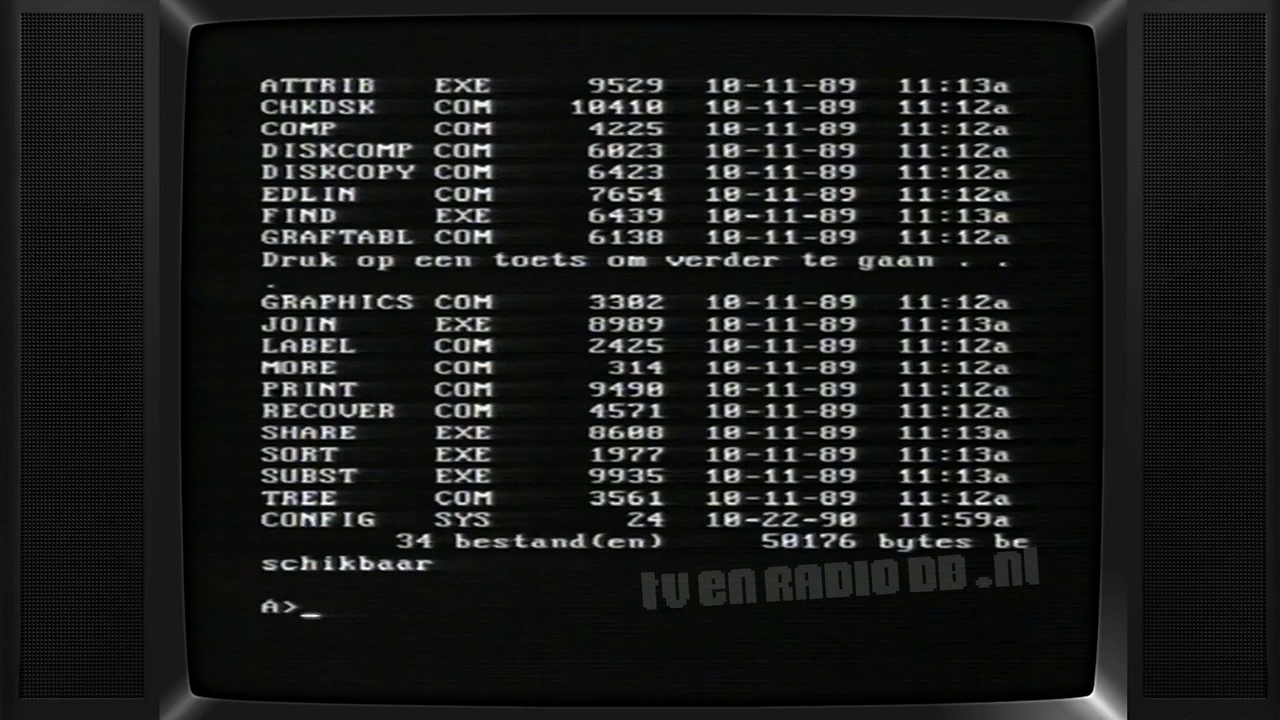 ATTRIB   EXE     9529  10-11-89  11:13a
CHKDSK   COM    10410  10-11-89  11:12a
COMP     COM     4225  10-11-89  11:12a
DISKCOMP COM     6023  10-11-89  11:12a
DISKCOPY COM     6423  10-11-89  11:12a
EDLIN    COM     7654  10-11-89  11:12a
FIND     EXE     6439  10-11-89  11:13a
GRAFTABL COM     6138  10-11-89  11:12a
Druk op een toets om verder te gaan . .
.
GRAPHICS COM     3302  10-11-89  11:12a
JOIN     EXE     8989  10-11-89  11:13a
LABEL    COM     2425  10-11-89  11:12a
MORE     COM      314  10-11-89  11:12a
PRINT    COM     9490  10-11-89  11:12a
RECOVER  COM     4571  10-11-89  11:12a
SHARE    EXE     8608  10-11-89  11:13a
SORT     EXE     1977  10-11-89  11:13a
SUBST    EXE     9935  10-11-89  11:13a
TREE     COM     3561  10-11-89  11:12a
CONFIG   SYS       24  10-22-90  11:59a
       34 bestand(en)     50176 bytes be
schikbaar
tv en RADIO DB .nl
A>_